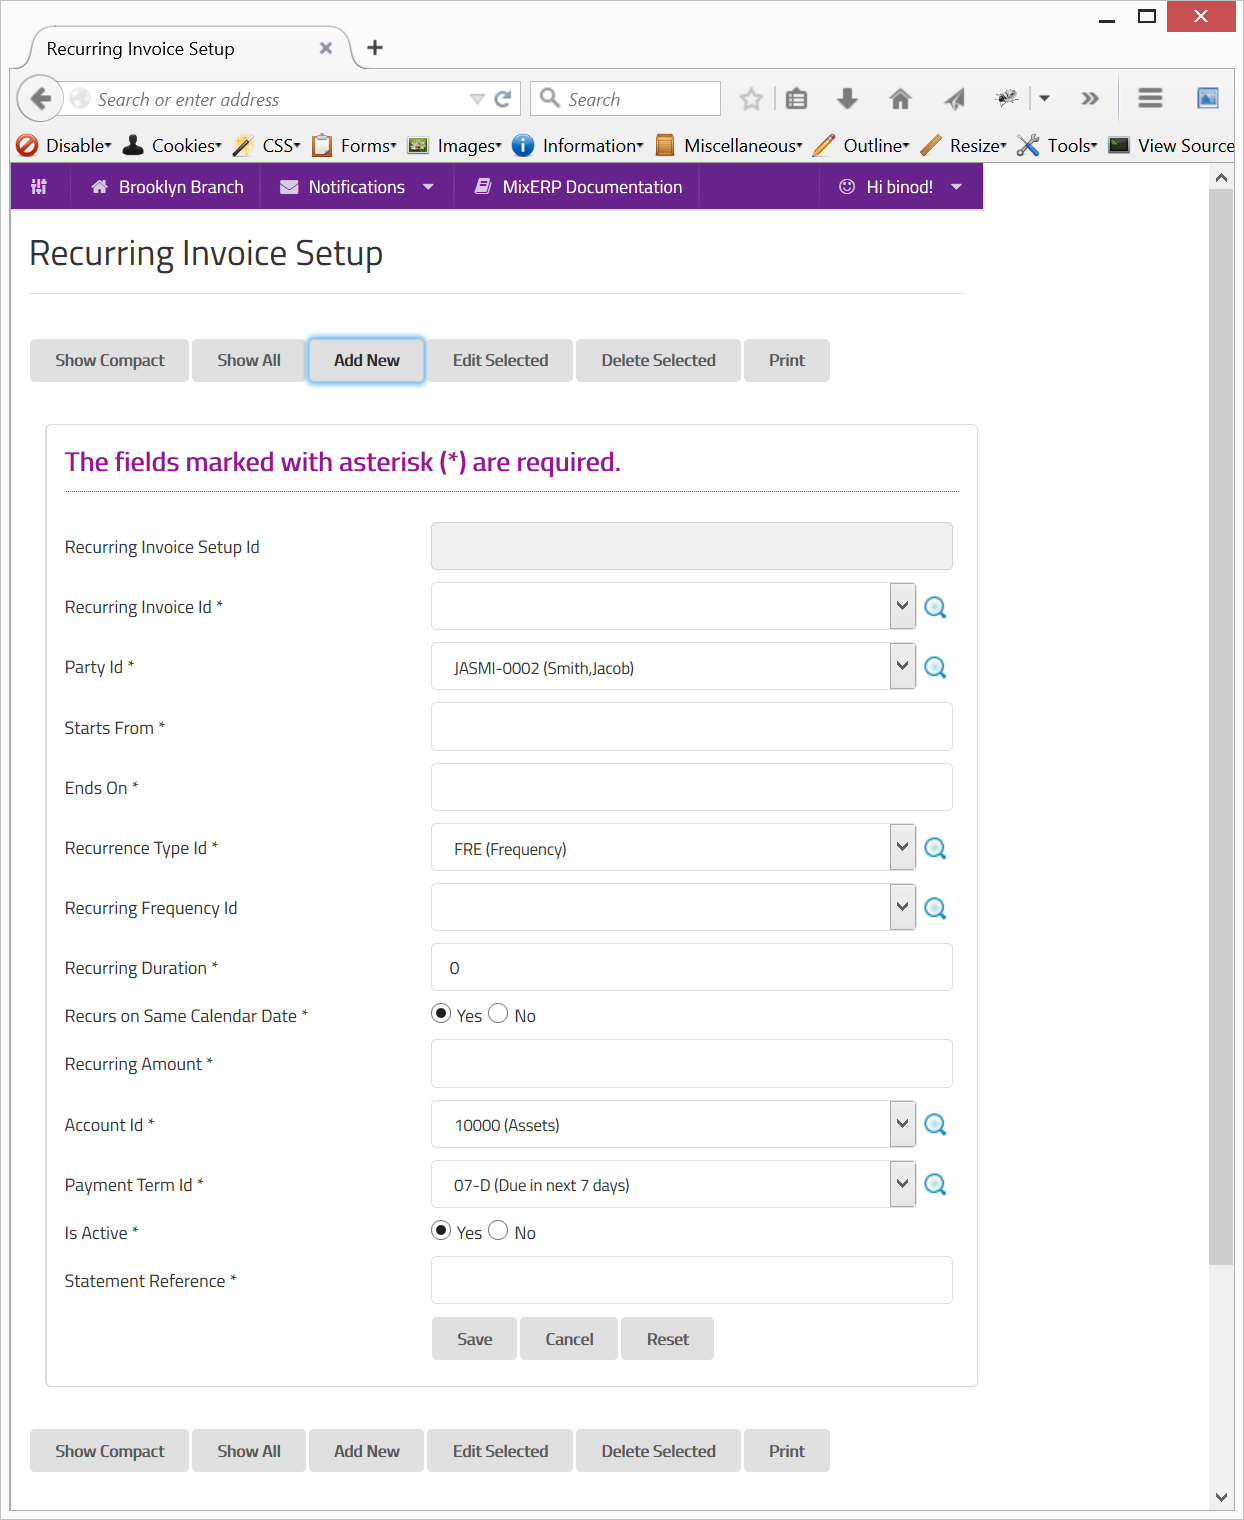 Recurring Invoice Setup
Search or enter address
Search
Disable Cookies CSS Forms Images Information Miscellaneous Outline Resize Tools View Source
Brooklyn Branch Notifications MixERP Documentation Hi binod!
Recurring Invoice Setup
Show Compact Show All Add New Edit Selected Delete Selected Print
The fields marked with asterisk (*) are required.
Recurring Invoice Setup Id
Recurring Invoice Id *
Party Id * JASMI-0002 (Smith,Jacob)
Starts From *
Ends On *
Recurrence Type Id * FRE (Frequency)
Recurring Frequency Id
Recurring Duration * 0
Recurs on Same Calendar Date * Yes No
Recurring Amount *
Account Id * 10000 (Assets)
Payment Term Id * 07-D (Due in next 7 days)
Is Active * Yes No
Statement Reference *
Save Cancel Reset
Show Compact Show All Add New Edit Selected Delete Selected Print